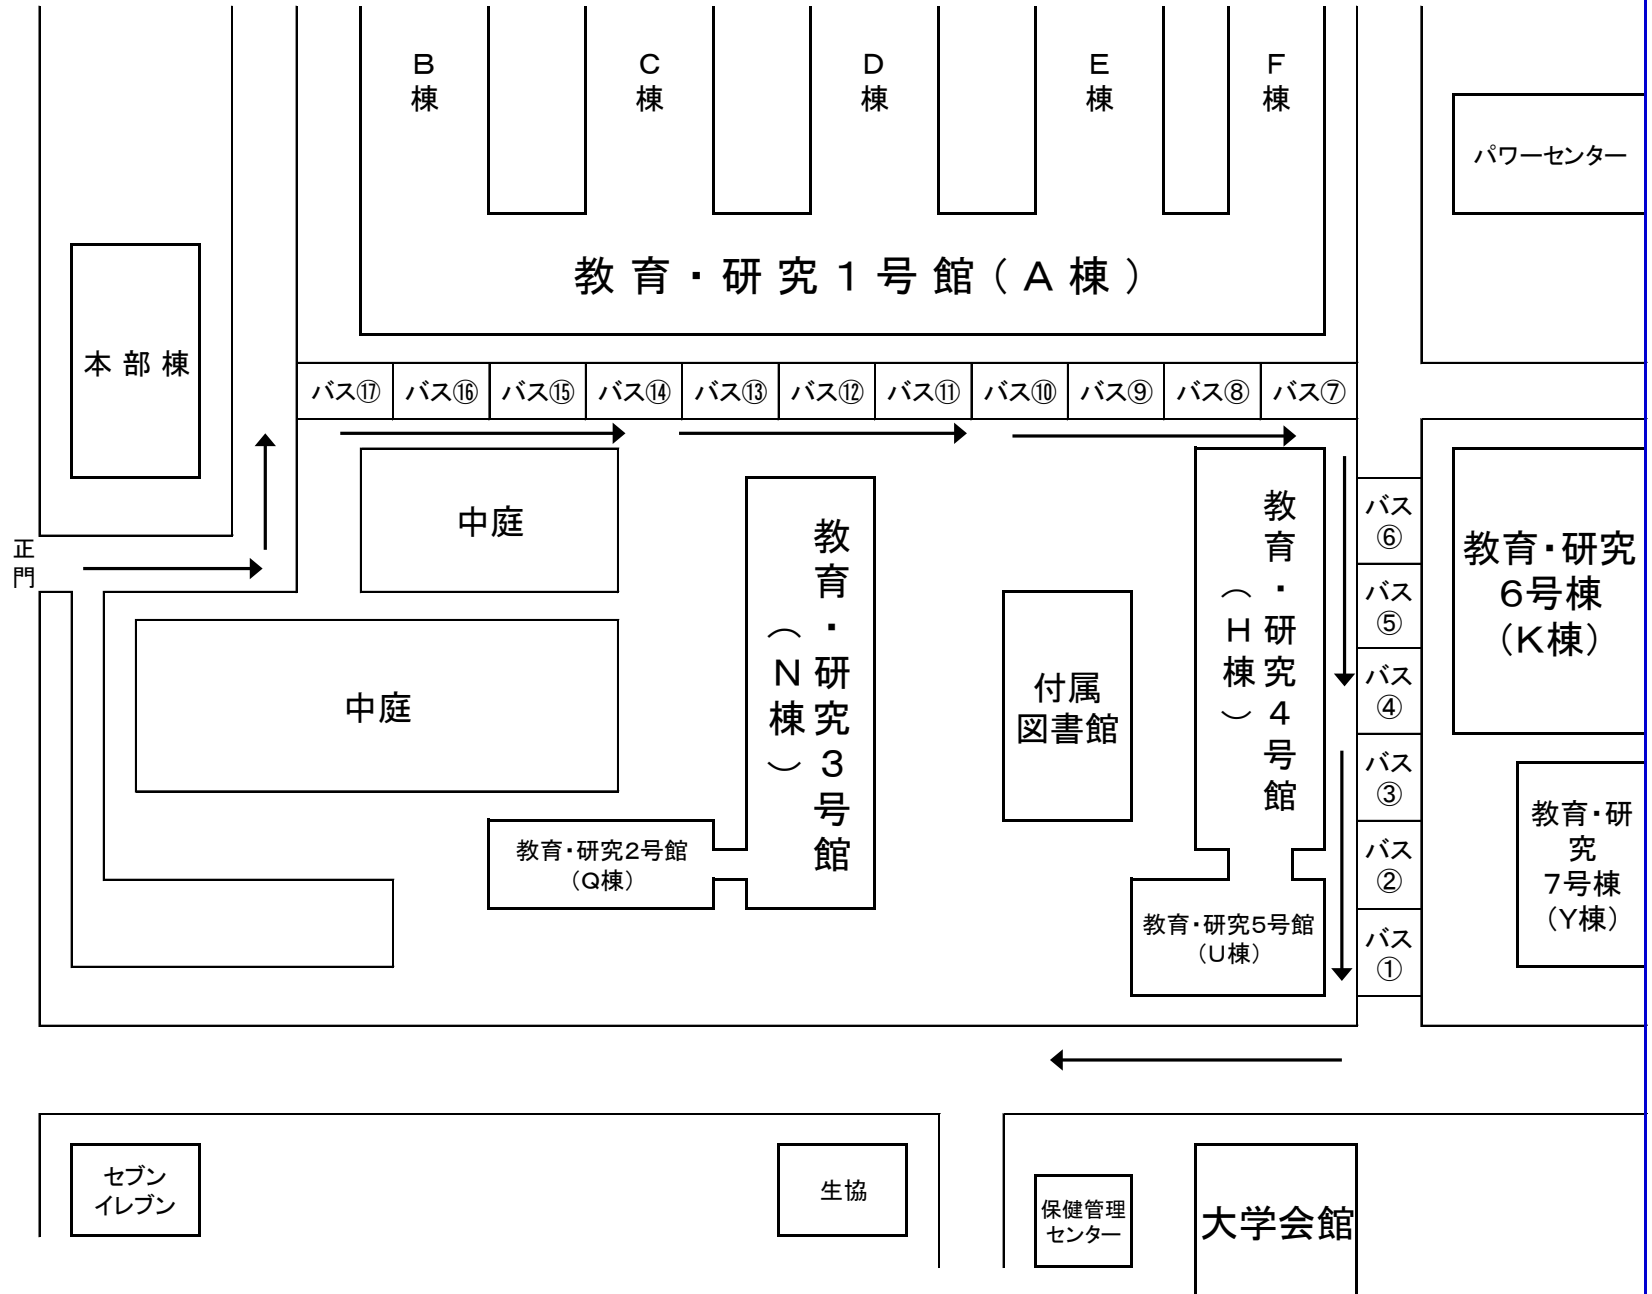 B
棟
C
棟
D
棟
E
棟
F
棟
パワーセンター
教育・研究1号館(A棟)
本部棟
バス⑰
バス⑯
バス⑮
バス⑭
バス⑬
バス⑫
バス⑪
バス⑩
バス⑨
バス⑧
バス⑦
正門
中庭
中庭
教育・研究3号館
(N棟)
教育・研究2号館
(Q棟)
付属
図書館
教育・研究4号館
(H棟)
教育・研究5号館
(U棟)
バス
⑥
バス
⑤
バス
④
バス
③
バス
②
バス
①
教育・研究
6号棟
(K棟)
教育・研
究
7号棟
(Y棟)
セブン
イレブン
生協
保健管理
センター
大学会館